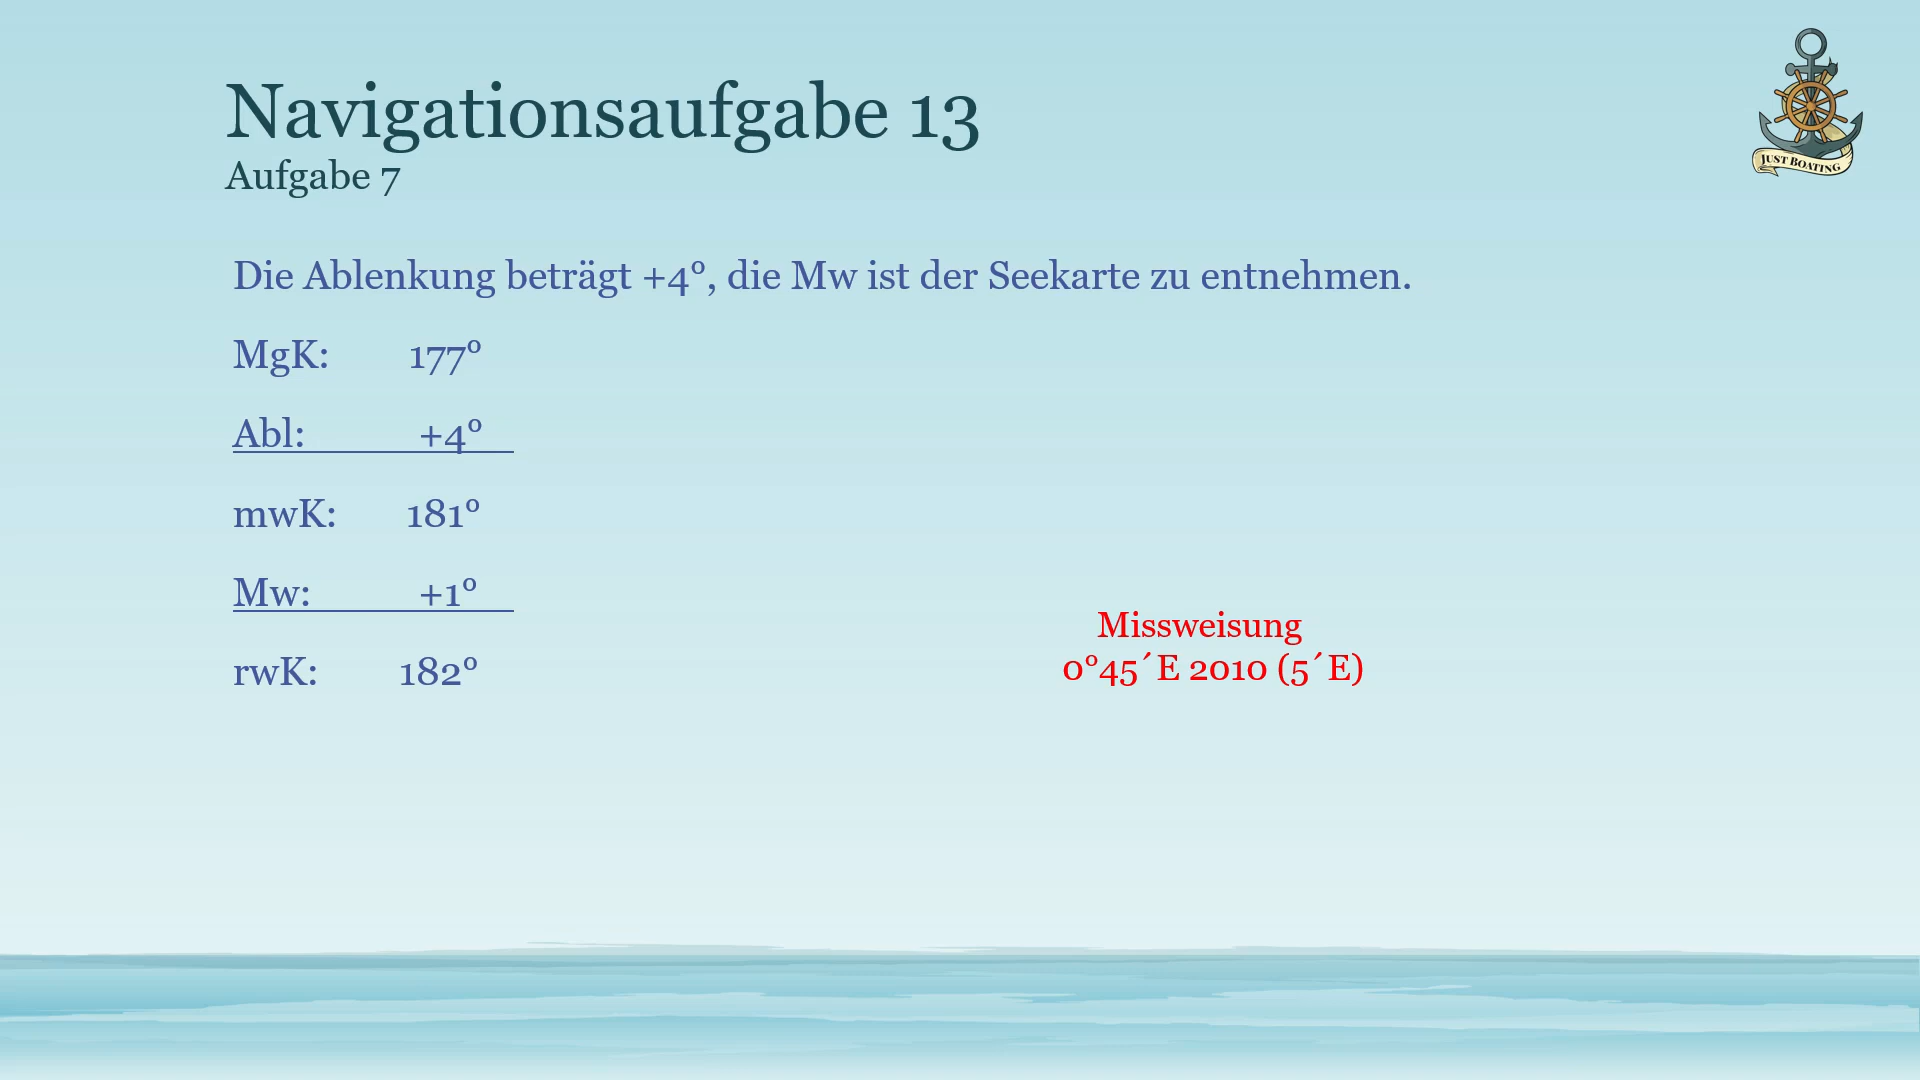 Navigationsaufgabe 13
Aufgabe 7
JUST BOATING
Die Ablenkung beträgt +4°, die Mw ist der Seekarte zu entnehmen.
MgK: 177°
Abl: +4°
mwK: 181°
Mw: +1°
rwK: 182°
Missweisung
0°45´E 2010 (5´E)